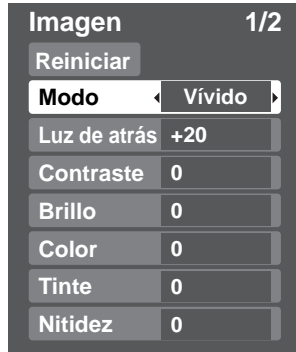 Imagen 1/2
Reiniciar
Modo Vívido
Luz de atrás +20
Contraste 0
Brillo 0
Color 0
Tinte 0
Nitidez 0